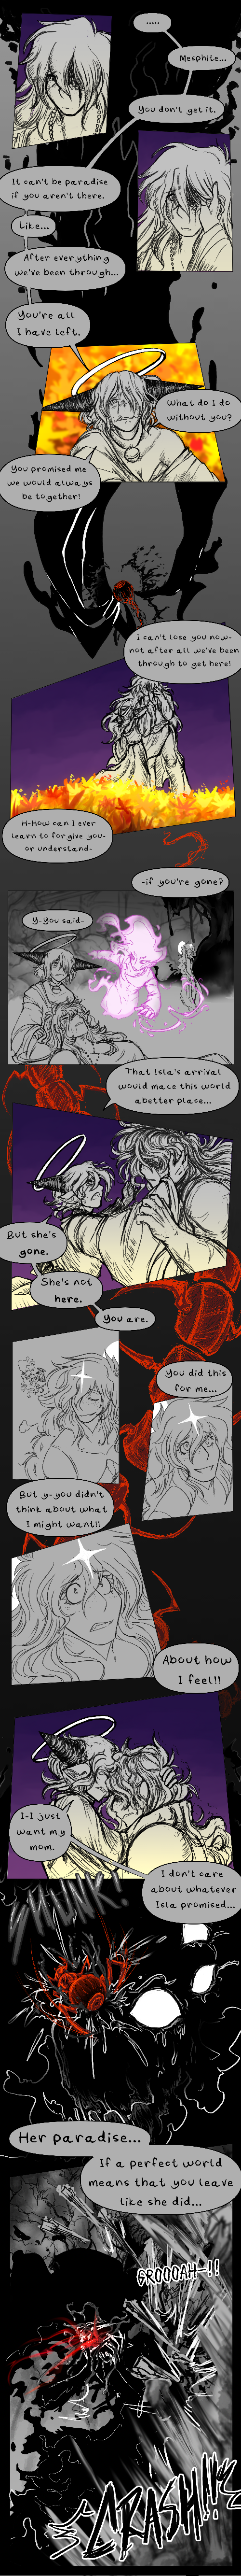 .....
Mesphite...
You don't get it.
It can't be paradise
if you aren't there.
Like...
After everything
we've been through...
You're all
I have left.
What do I do
without you?
You promised me
we would always
be together!
I can't lose you now-
not after all we've been
through to get here!
H-How can I ever
learn to forgive you-
or understand-
-if you're gone?
Y-You said-
That Isla's arrival
would make this world
abetter place...
But she's
gone.
She's not
here.
You are.
You did this
for me...
But y-you didn't
think about what
I might want!!
About how
I feel!!
I-I just
want my
mom.
I don't care
about whatever
Isla promised...
Her paradise...
If a perfect world
means that you leave
like she did...
GROOOAH-!!
CRASH!!